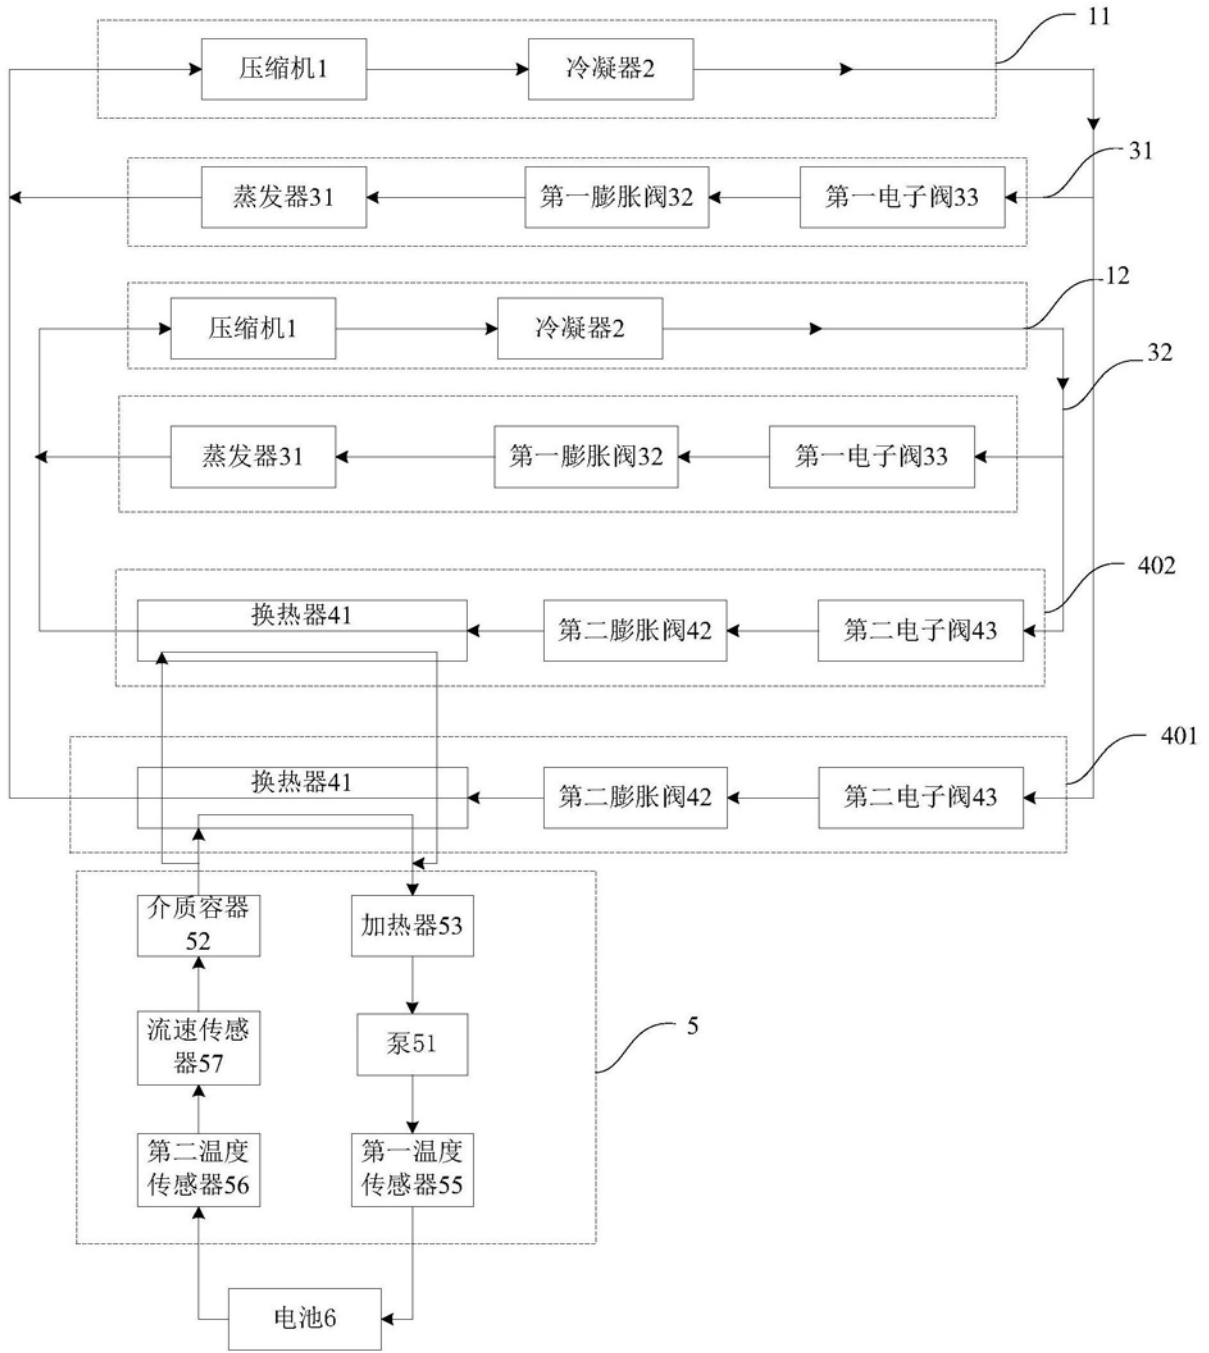 11
压缩机1
冷凝器2
31
蒸发器31
第一膨胀阀32
第一电子阀33
12
压缩机1
冷凝器2
32
蒸发器31
第一膨胀阀32
第一电子阀33
402
换热器41
第二膨胀阀42
第二电子阀43
401
换热器41
第二膨胀阀42
第二电子阀43
介质容器
52
加热器53
流速传感
器57
泵51
5
第二温度
传感器56
第一温度
传感器55
电池6